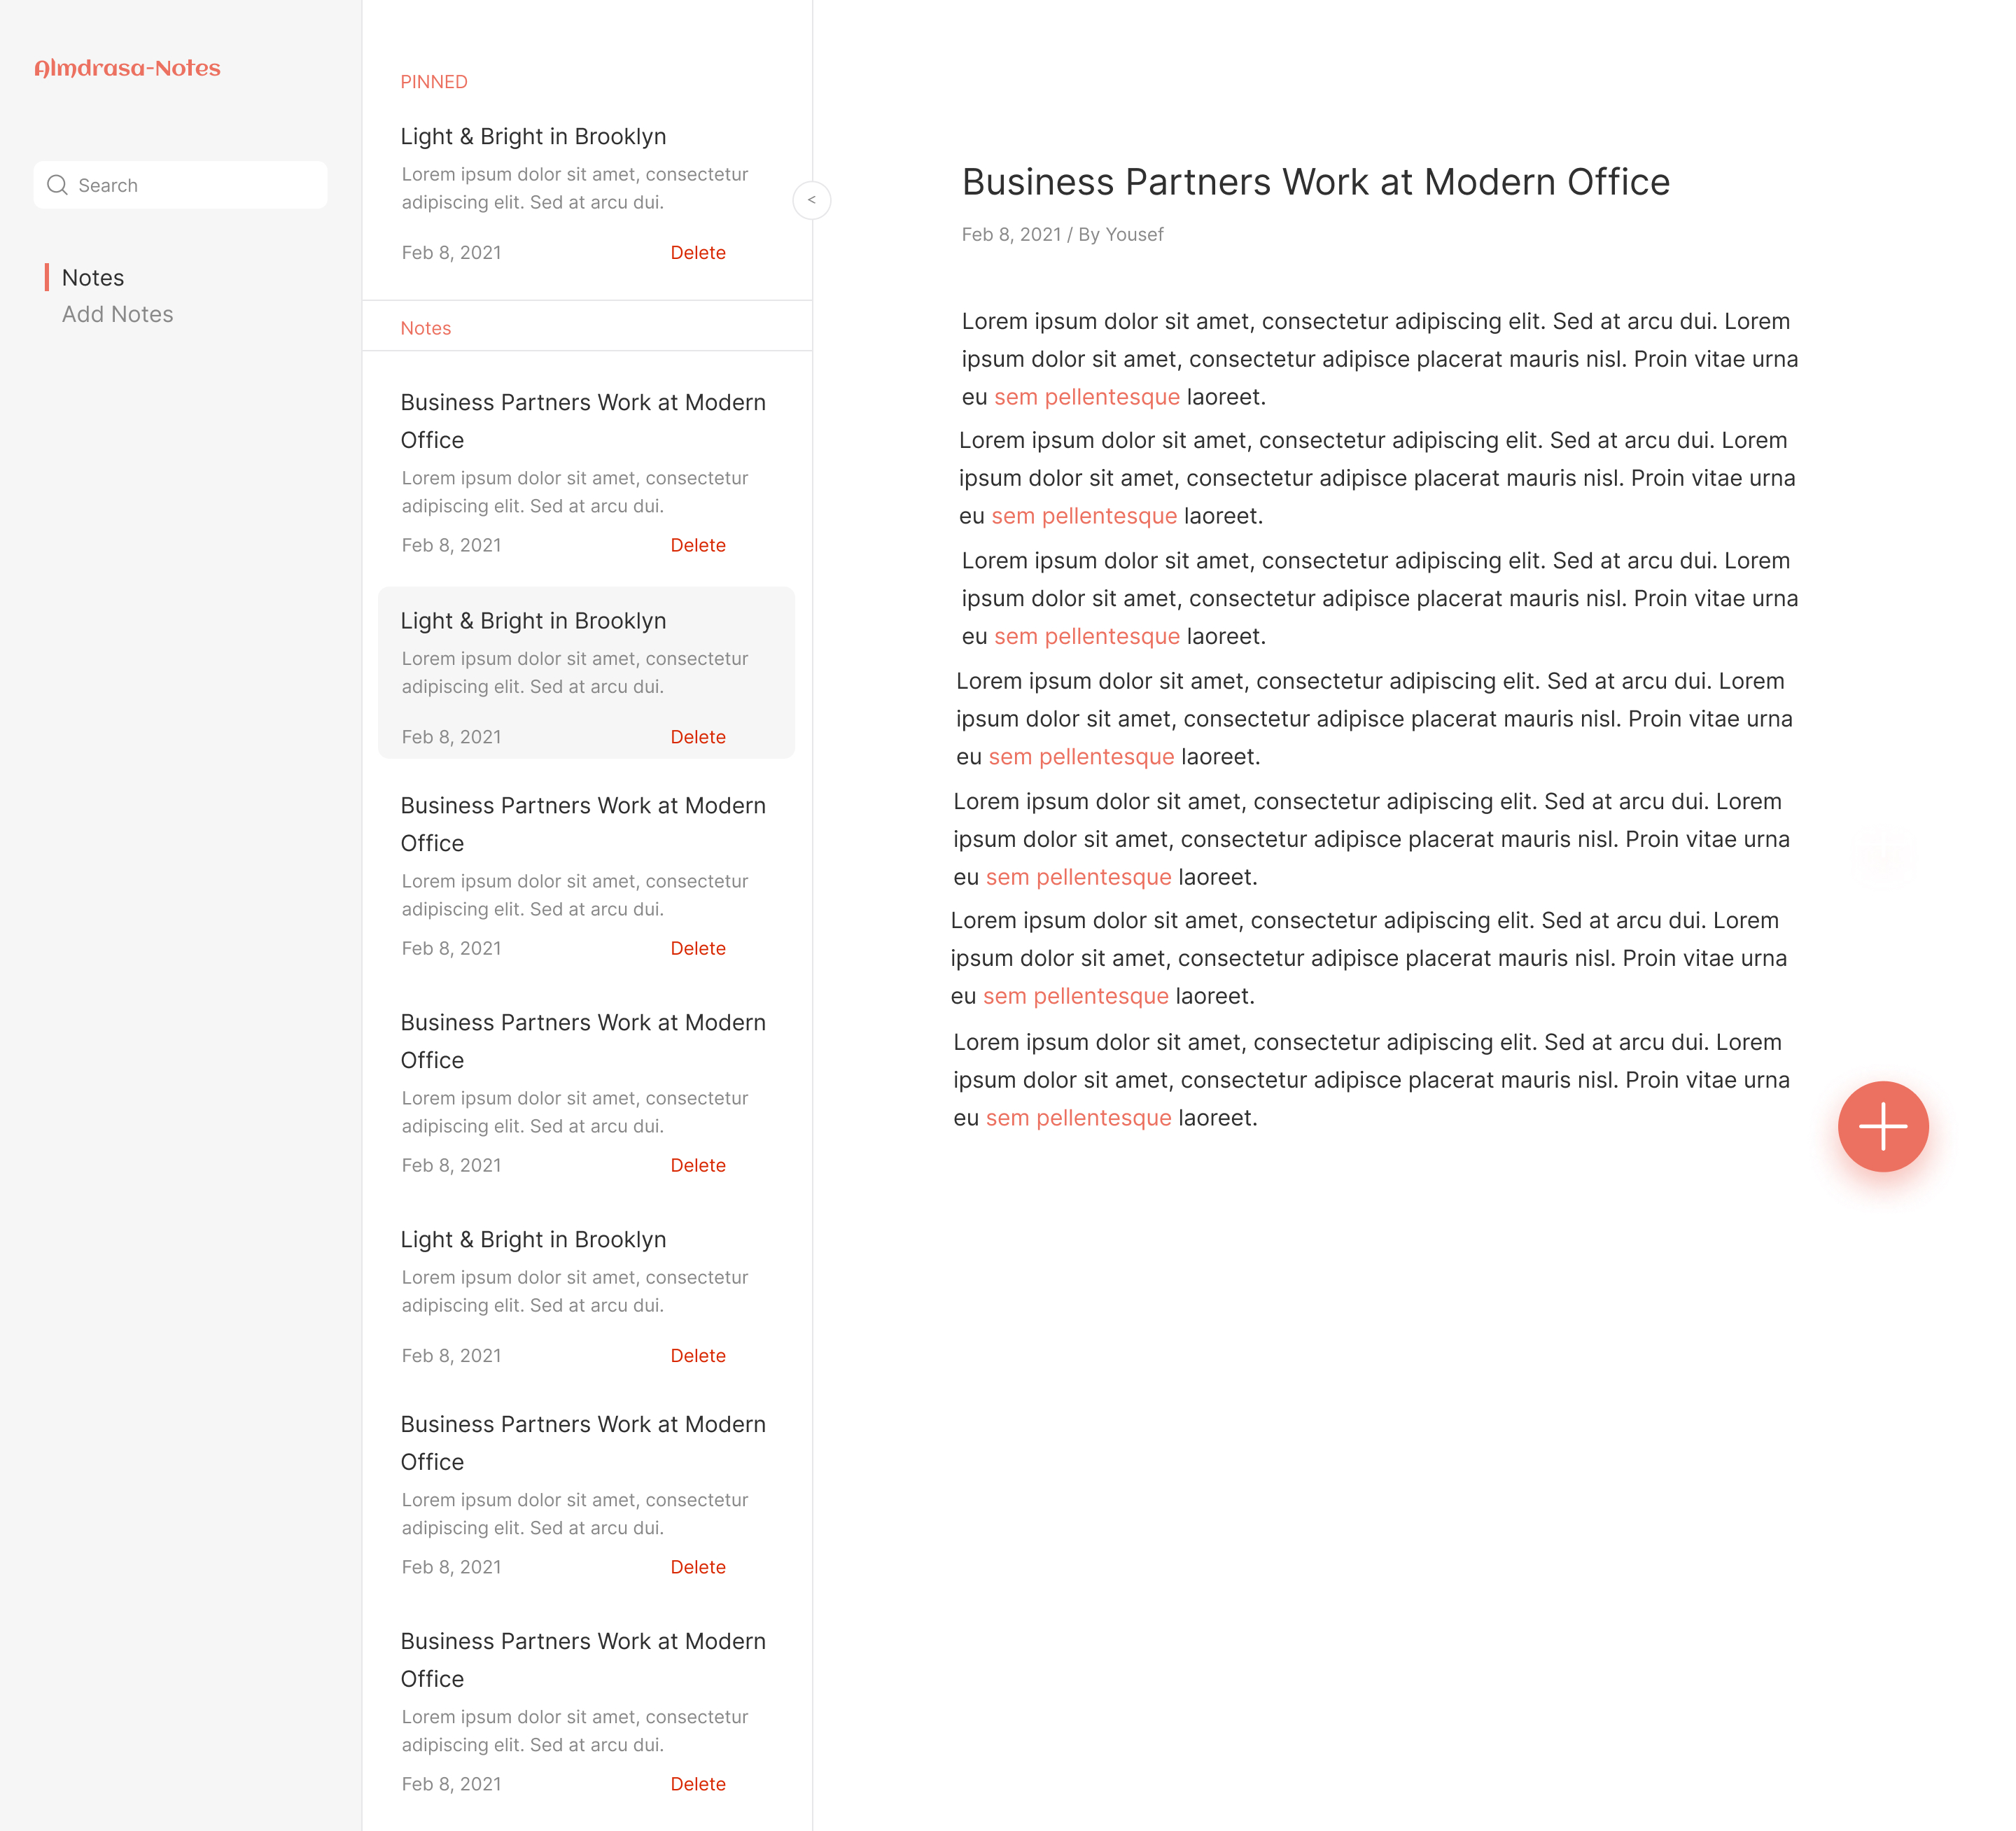 Almdrasa-Notes
Search
Notes
Add Notes
PINNED
Light & Bright in Brooklyn
Lorem ipsum dolor sit amet, consectetur
adipiscing elit. Sed at arcu dui.
Feb 8, 2021 Delete
Notes
Business Partners Work at Modern
Office
Lorem ipsum dolor sit amet, consectetur
adipiscing elit. Sed at arcu dui.
Feb 8, 2021 Delete
Light & Bright in Brooklyn
Lorem ipsum dolor sit amet, consectetur
adipiscing elit. Sed at arcu dui.
Feb 8, 2021 Delete
Business Partners Work at Modern
Office
Lorem ipsum dolor sit amet, consectetur
adipiscing elit. Sed at arcu dui.
Feb 8, 2021 Delete
Business Partners Work at Modern
Office
Lorem ipsum dolor sit amet, consectetur
adipiscing elit. Sed at arcu dui.
Feb 8, 2021 Delete
Light & Bright in Brooklyn
Lorem ipsum dolor sit amet, consectetur
adipiscing elit. Sed at arcu dui.
Feb 8, 2021 Delete
Business Partners Work at Modern
Office
Lorem ipsum dolor sit amet, consectetur
adipiscing elit. Sed at arcu dui.
Feb 8, 2021 Delete
Business Partners Work at Modern
Office
Lorem ipsum dolor sit amet, consectetur
adipiscing elit. Sed at arcu dui.
Feb 8, 2021 Delete
<
Business Partners Work at Modern Office
Feb 8, 2021 / By Yousef
Lorem ipsum dolor sit amet, consectetur adipiscing elit. Sed at arcu dui. Lorem
ipsum dolor sit amet, consectetur adipisce placerat mauris nisl. Proin vitae urna
eu sem pellentesque laoreet.
Lorem ipsum dolor sit amet, consectetur adipiscing elit. Sed at arcu dui. Lorem
ipsum dolor sit amet, consectetur adipisce placerat mauris nisl. Proin vitae urna
eu sem pellentesque laoreet.
Lorem ipsum dolor sit amet, consectetur adipiscing elit. Sed at arcu dui. Lorem
ipsum dolor sit amet, consectetur adipisce placerat mauris nisl. Proin vitae urna
eu sem pellentesque laoreet.
Lorem ipsum dolor sit amet, consectetur adipiscing elit. Sed at arcu dui. Lorem
ipsum dolor sit amet, consectetur adipisce placerat mauris nisl. Proin vitae urna
eu sem pellentesque laoreet.
Lorem ipsum dolor sit amet, consectetur adipiscing elit. Sed at arcu dui. Lorem
ipsum dolor sit amet, consectetur adipisce placerat mauris nisl. Proin vitae urna
eu sem pellentesque laoreet.
Lorem ipsum dolor sit amet, consectetur adipiscing elit. Sed at arcu dui. Lorem
ipsum dolor sit amet, consectetur adipisce placerat mauris nisl. Proin vitae urna
eu sem pellentesque laoreet.
Lorem ipsum dolor sit amet, consectetur adipiscing elit. Sed at arcu dui. Lorem
ipsum dolor sit amet, consectetur adipisce placerat mauris nisl. Proin vitae urna
eu sem pellentesque laoreet.